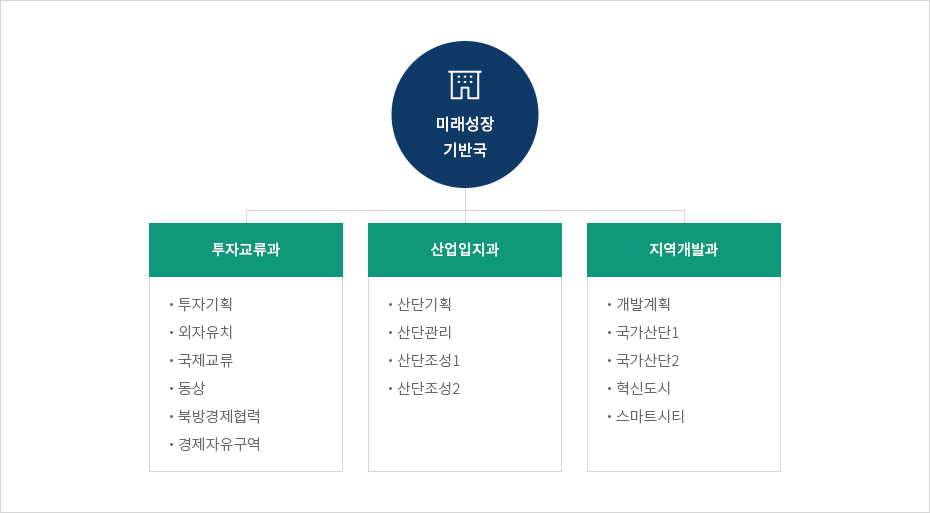 미래성장
기반국
투자교류과
• 투자기획
• 외자유치
• 국제교류
• 동상
• 북방경제협력
• 경제자유구역
산업입지과
• 산단기획
• 산단관리
• 산단조성1
• 산단조성2
지역개발과
• 개발계획
• 국가산단1
• 국가산단2
• 혁신도시
• 스마트시티